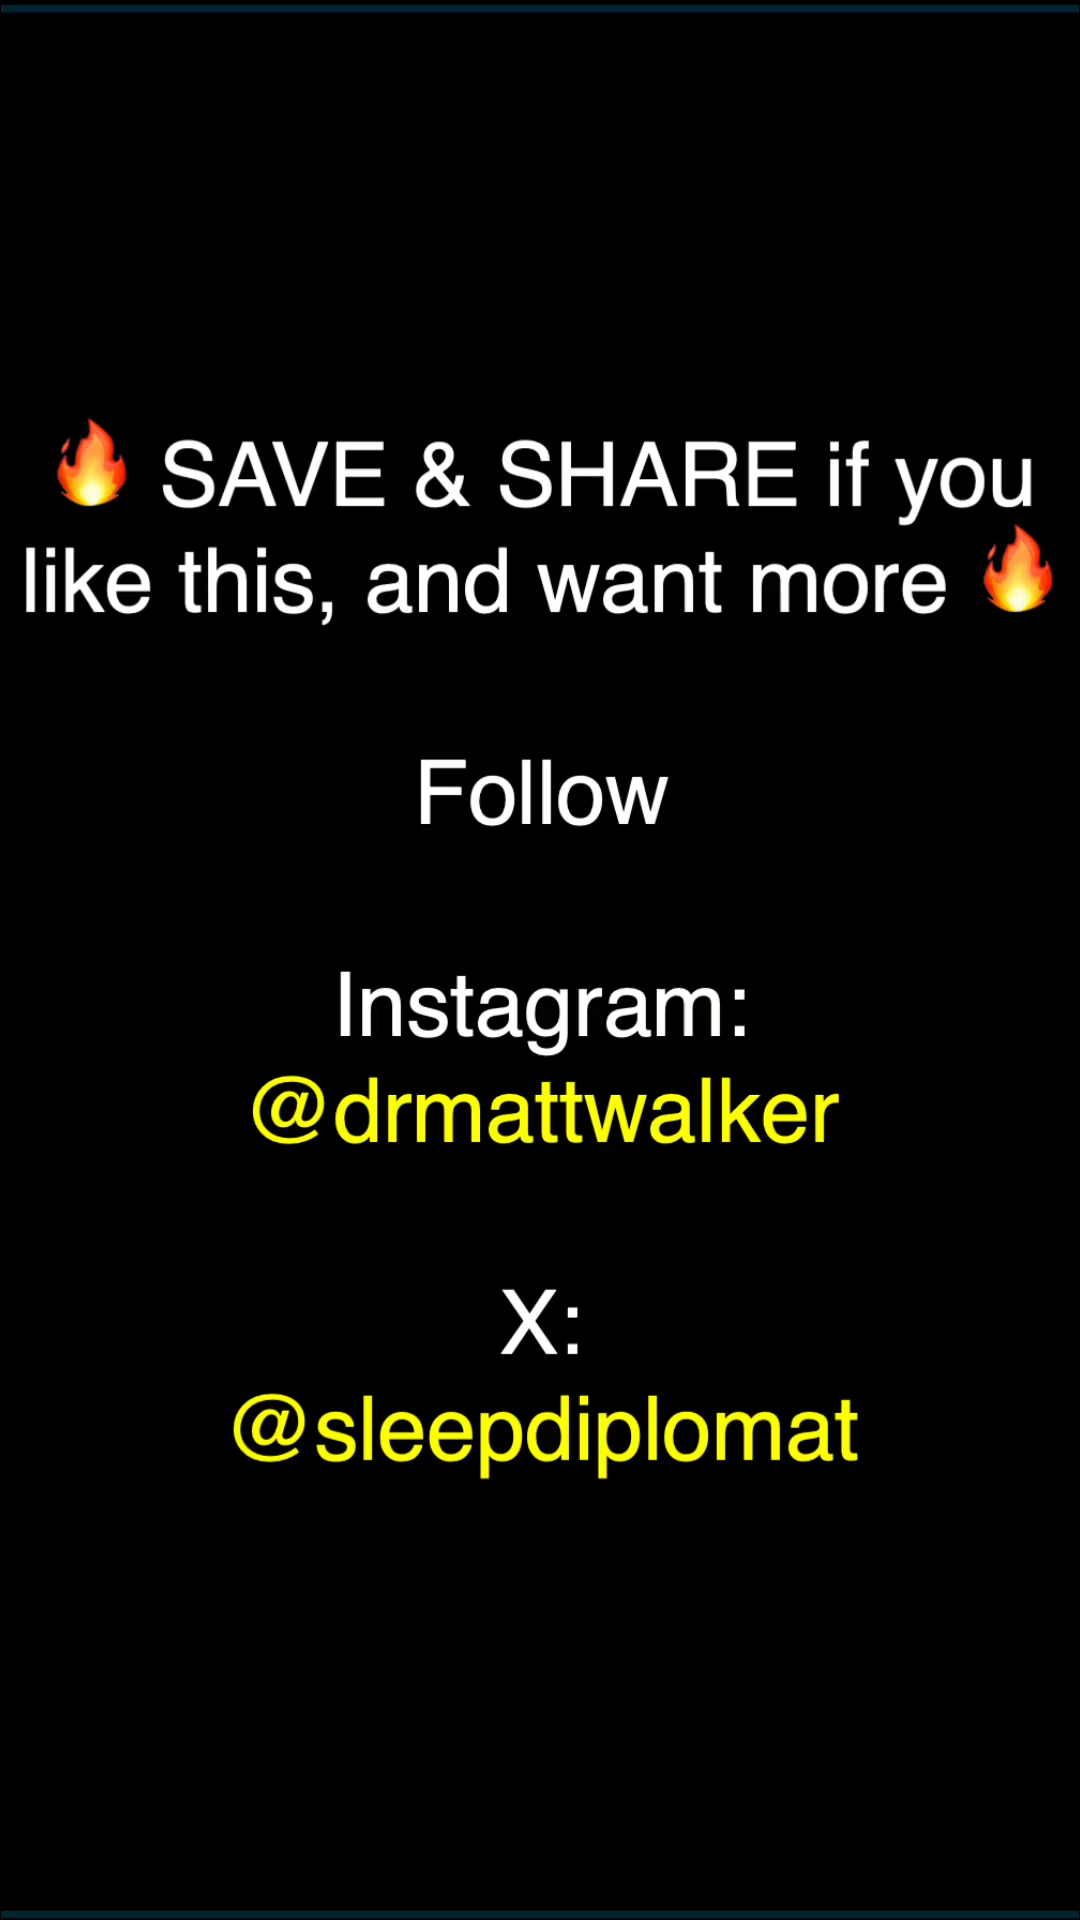 🔥 SAVE & SHARE if you
like this, and want more 🔥
Follow
Instagram:
@drmattwalker
X:
@sleepdiplomat